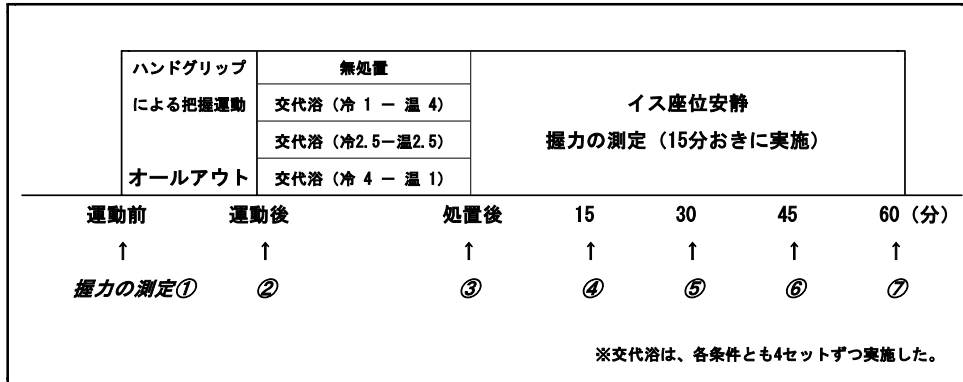 ハンドグリップ
による把握運動
オールアウト
無処置
交代浴（冷 1 － 温 4）
交代浴（冷2.5－温2.5）
交代浴（冷 4 － 温 1）
イス座位安静
握力の測定（15分おきに実施）
運動前 運動後 処置後 15 30 45 60（分）
↑ ↑ ↑ ↑ ↑ ↑ ↑
握力の測定① ② ③ ④ ⑤ ⑥ ⑦
※交代浴は、各条件とも4セットずつ実施した。